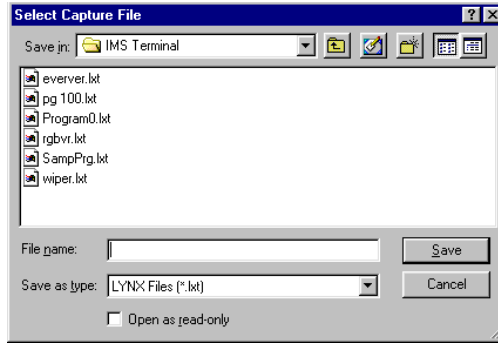 Select Capture File
Save in: IMS Terminal
everver.lxt
pg 100.lxt
Program0.lxt
rgbvr.lxt
SampPrg.lxt
wiper.lxt
File name: Save
Save as type: LYNX Files (*.lxt) Cancel
Open as read-only